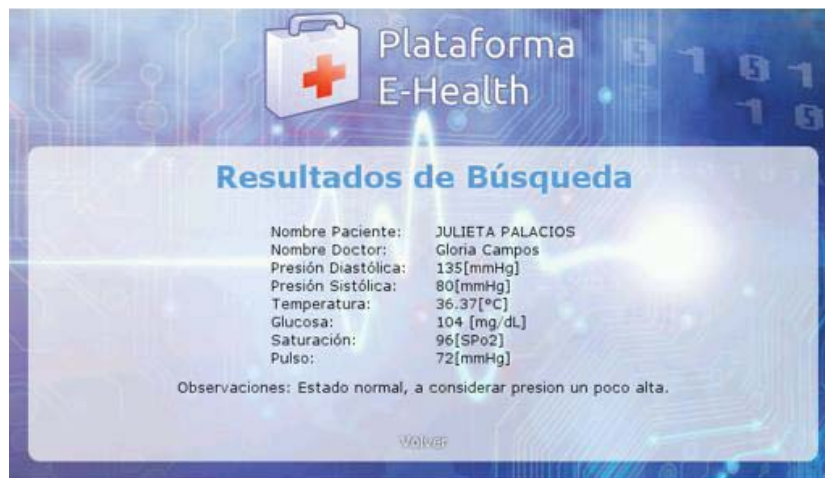 Plataforma
E-Health
Resultados de Búsqueda
Nombre Paciente: JULIETA PALACIOS
Nombre Doctor: Gloria Campos
Presión Diastólica: 135[mmHg]
Presión Sistólica: 80[mmHg]
Temperatura: 36.37[°C]
Glucosa: 104 [mg/dL]
Saturación: 96[SPo2]
Pulso: 72[mmHg]
Observaciones: Estado normal, a considerar presion un poco alta.
Volver